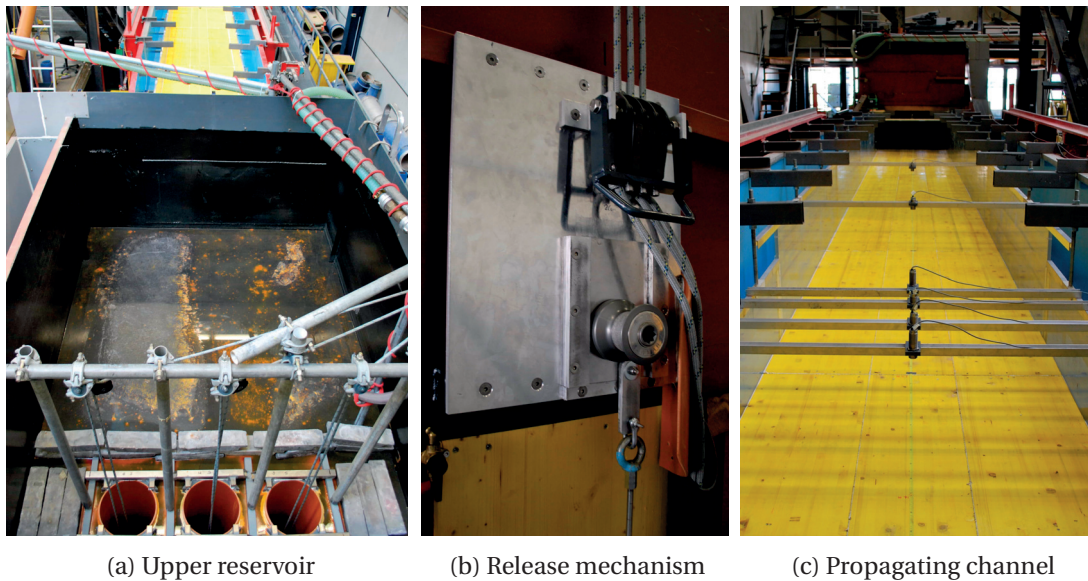 (a) Upper reservoir
(b) Release mechanism
(c) Propagating channel